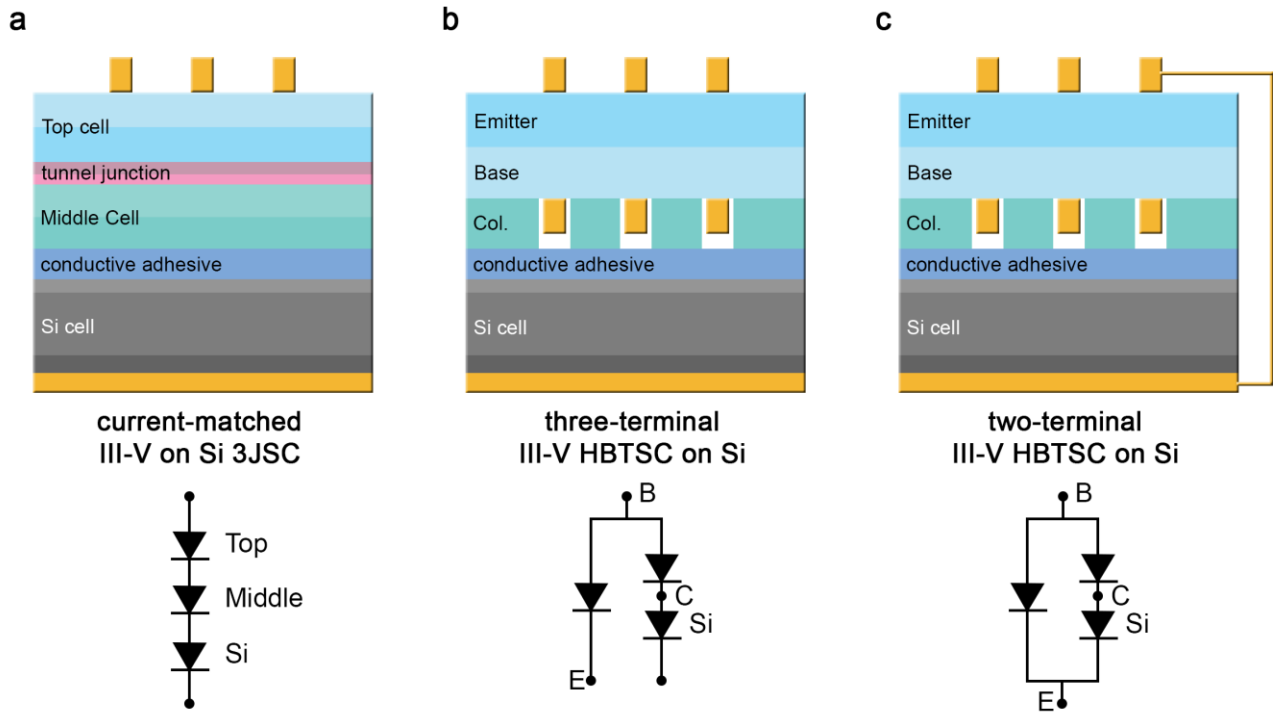 a
Top cell
tunnel junction
Middle Cell
conductive adhesive
Si cell
current-matched
III-V on Si 3JSC
Top
Middle
Si
b
Emitter
Base
Col.
conductive adhesive
Si cell
three-terminal
III-V HBTSC on Si
B
C
Si
E
c
Emitter
Base
Col.
conductive adhesive
Si cell
two-terminal
III-V HBTSC on Si
B
C
Si
E